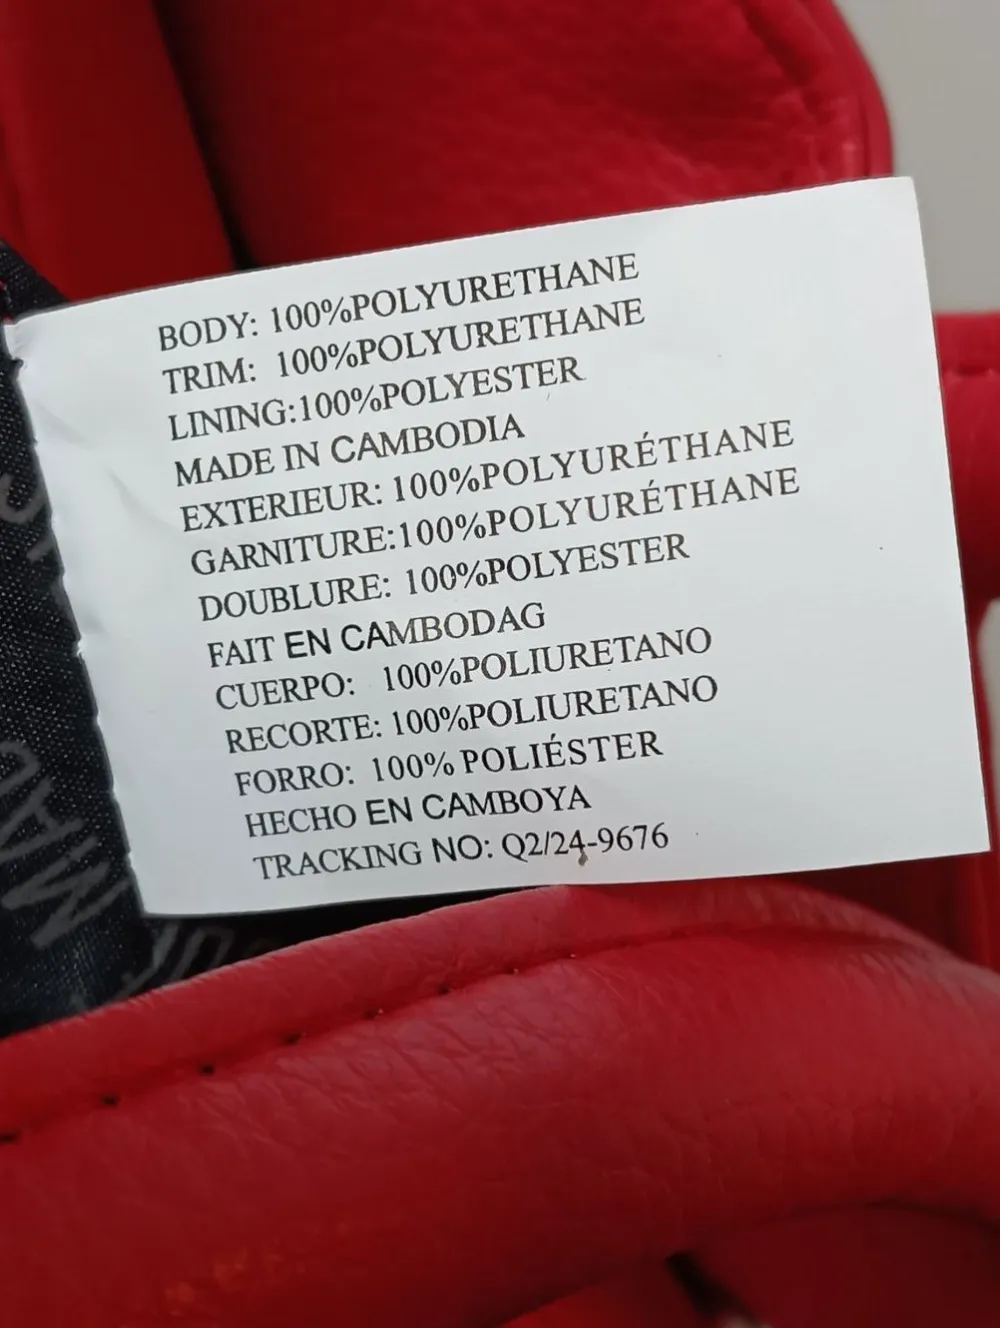 BODY: 100%POLYURETHANE
TRIM: 100%POLYURETHANE
LINING:100%POLYESTER
MADE IN CAMBODIA
EXTERIEUR: 100%POLYURÉTHANE
GARNITURE:100%POLYURÉTHANE
DOUBLURE: 100%POLYESTER
FAIT EN CAMBODAG
CUERPO: 100%POLIURETANO
RECORTE: 100%POLIURETANO
FORRO: 100% POLIÉSTER
HECHO EN CAMBOYA
TRACKING NO: Q2/24-9676